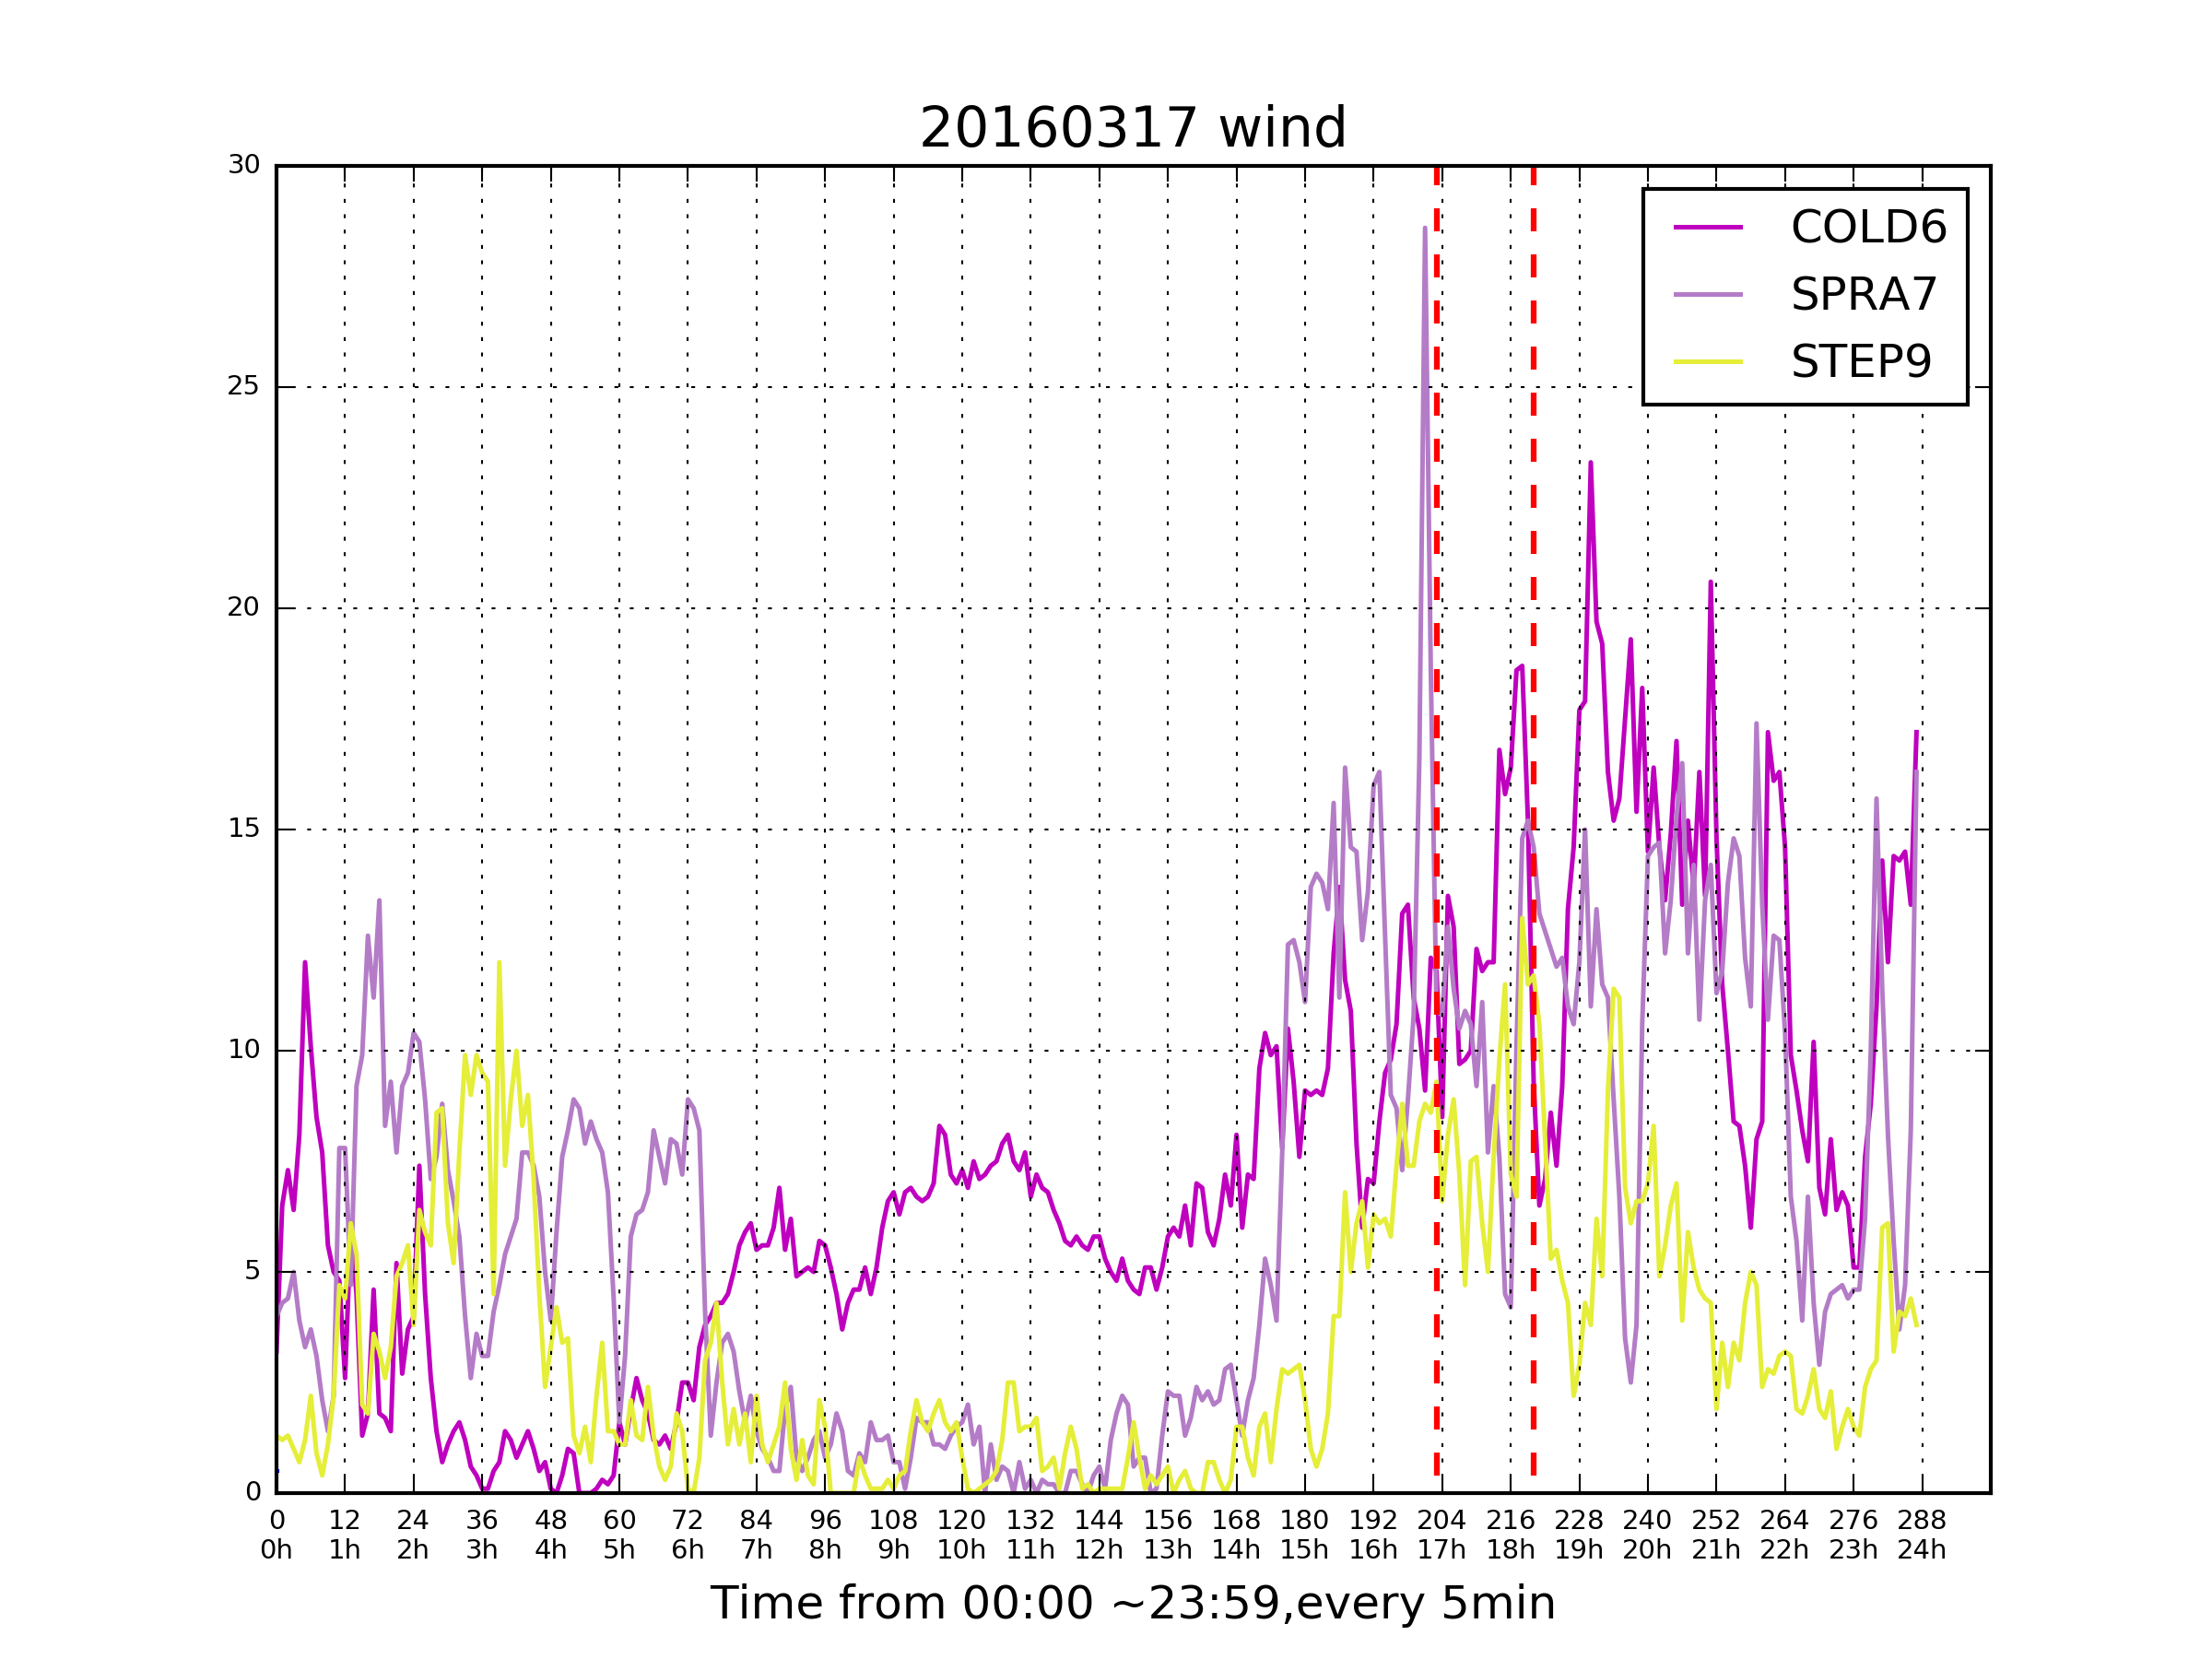 20160317 wind
30
25
20
15
10
5
0
COLD6
SPRA7
STEP9
0 12 24 36 48 60 72 84 96 108 120 132 144 156 168 180 192 204 216 228 240 252 264 276 288
0h 1h 2h 3h 4h 5h 6h 7h 8h 9h 10h 11h 12h 13h 14h 15h 16h 17h 18h 19h 20h 21h 22h 23h 24h
Time from 00:00 ~23:59,every 5min